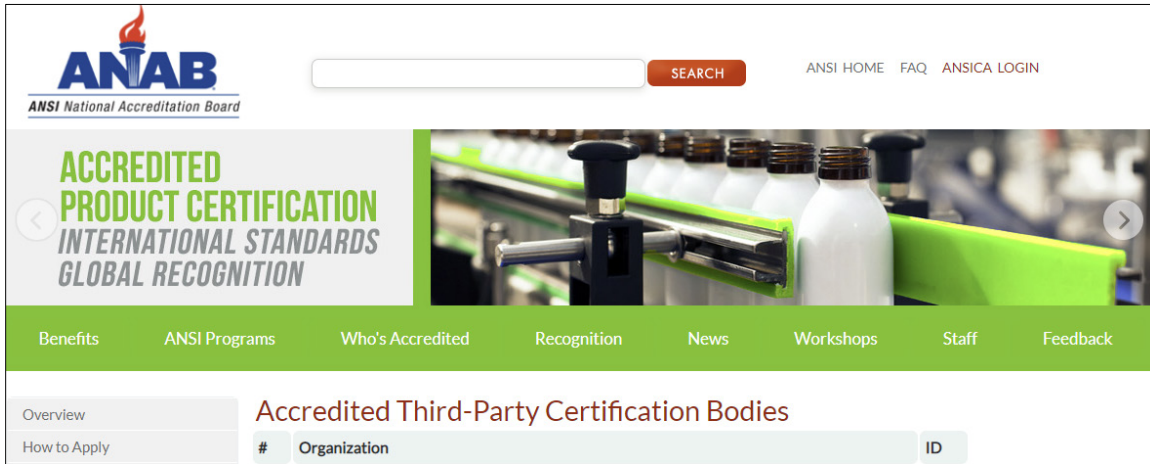 ANAB
ANSI National Accreditation Board
SEARCH
ANSI HOME FAQ ANSICA LOGIN
ACCREDITED
PRODUCT CERTIFICATION
INTERNATIONAL STANDARDS
GLOBAL RECOGNITION
Benefits ANSI Programs Who's Accredited Recognition News Workshops Staff Feedback
Overview
How to Apply
Accredited Third-Party Certification Bodies
# Organization ID